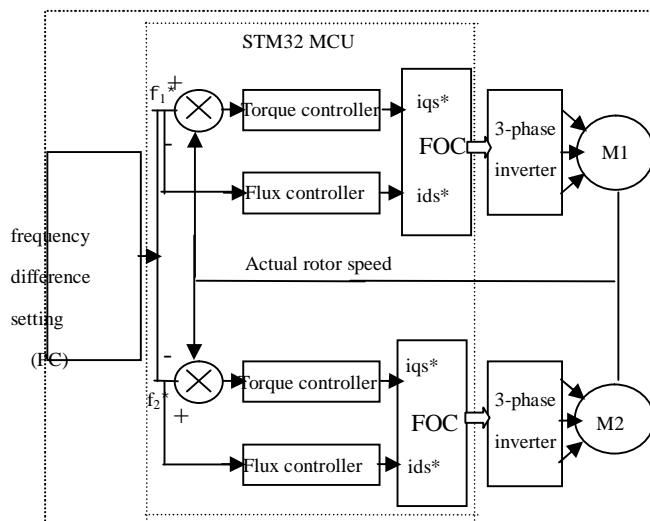 STM32 MCU
f1* +
-
Torque controller
Flux controller
iqs*
FOC
ids*
3-phase
inverter
M1
frequency
difference
setting
(FC)
Actual rotor speed
-
f2* +
Torque controller
Flux controller
iqs*
FOC
ids*
3-phase
inverter
M2